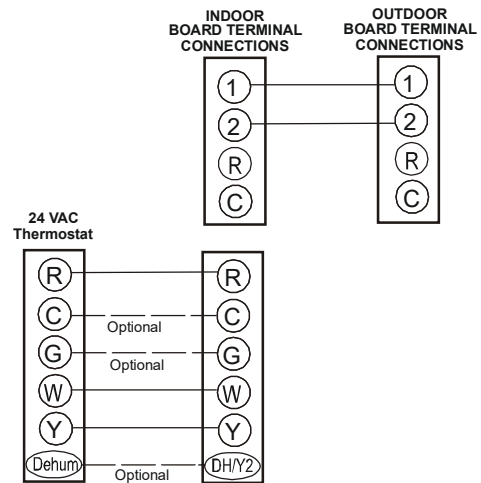 INDOOR
BOARD TERMINAL
CONNECTIONS
OUTDOOR
BOARD TERMINAL
CONNECTIONS
1 1
2 2
R R
C C
24 VAC
Thermostat
R R
C C
Optional
G G
Optional
W W
Y Y
Dehum DH/Y2
Optional